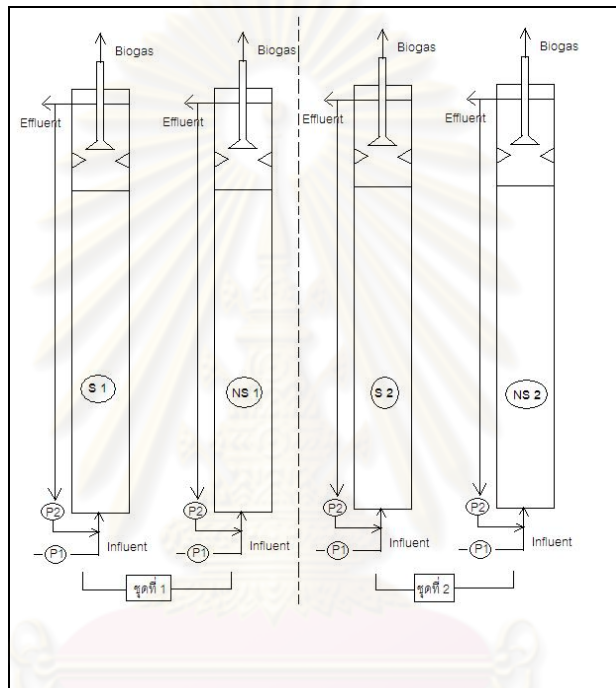 Biogas
Biogas
Biogas
Biogas
Effluent
Effluent
Effluent
Effluent
S 1
NS 1
S 2
NS 2
P2
P2
P2
P2
P1
Influent
P1
Influent
P1
Influent
P1
Influent
ชุดที่ 1
ชุดที่ 2